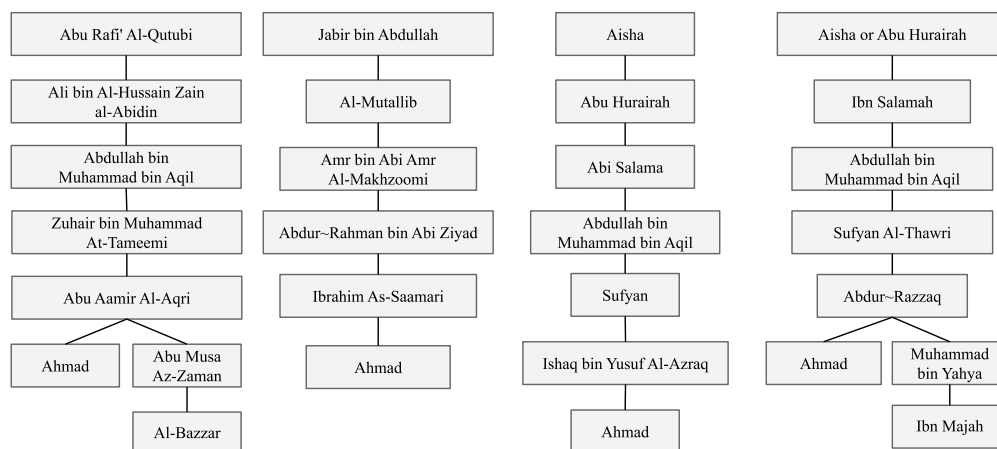 Abu Rafi' Al-Qutubi
Ali bin Al-Hussain Zain
al-Abidin
Abdullah bin
Muhammad bin Aqil
Zuhair bin Muhammad
At-Tameemi
Abu Aamir Al-Aqri
Ahmad
Abu Musa
Az-Zaman
Al-Bazzar
Jabir bin Abdullah
Al-Mutallib
Amr bin Abi Amr
Al-Makhzoomi
Abdur~Rahman bin Abi Ziyad
Ibrahim As-Saamari
Ahmad
Aisha
Abu Hurairah
Abi Salama
Abdullah bin
Muhammad bin Aqil
Sufyan
Ishaq bin Yusuf Al-Azraq
Ahmad
Aisha or Abu Hurairah
Ibn Salamah
Abdullah bin
Muhammad bin Aqil
Sufyan Al-Thawri
Abdur~Razzaq
Ahmad
Muhammad
bin Yahya
Ibn Majah